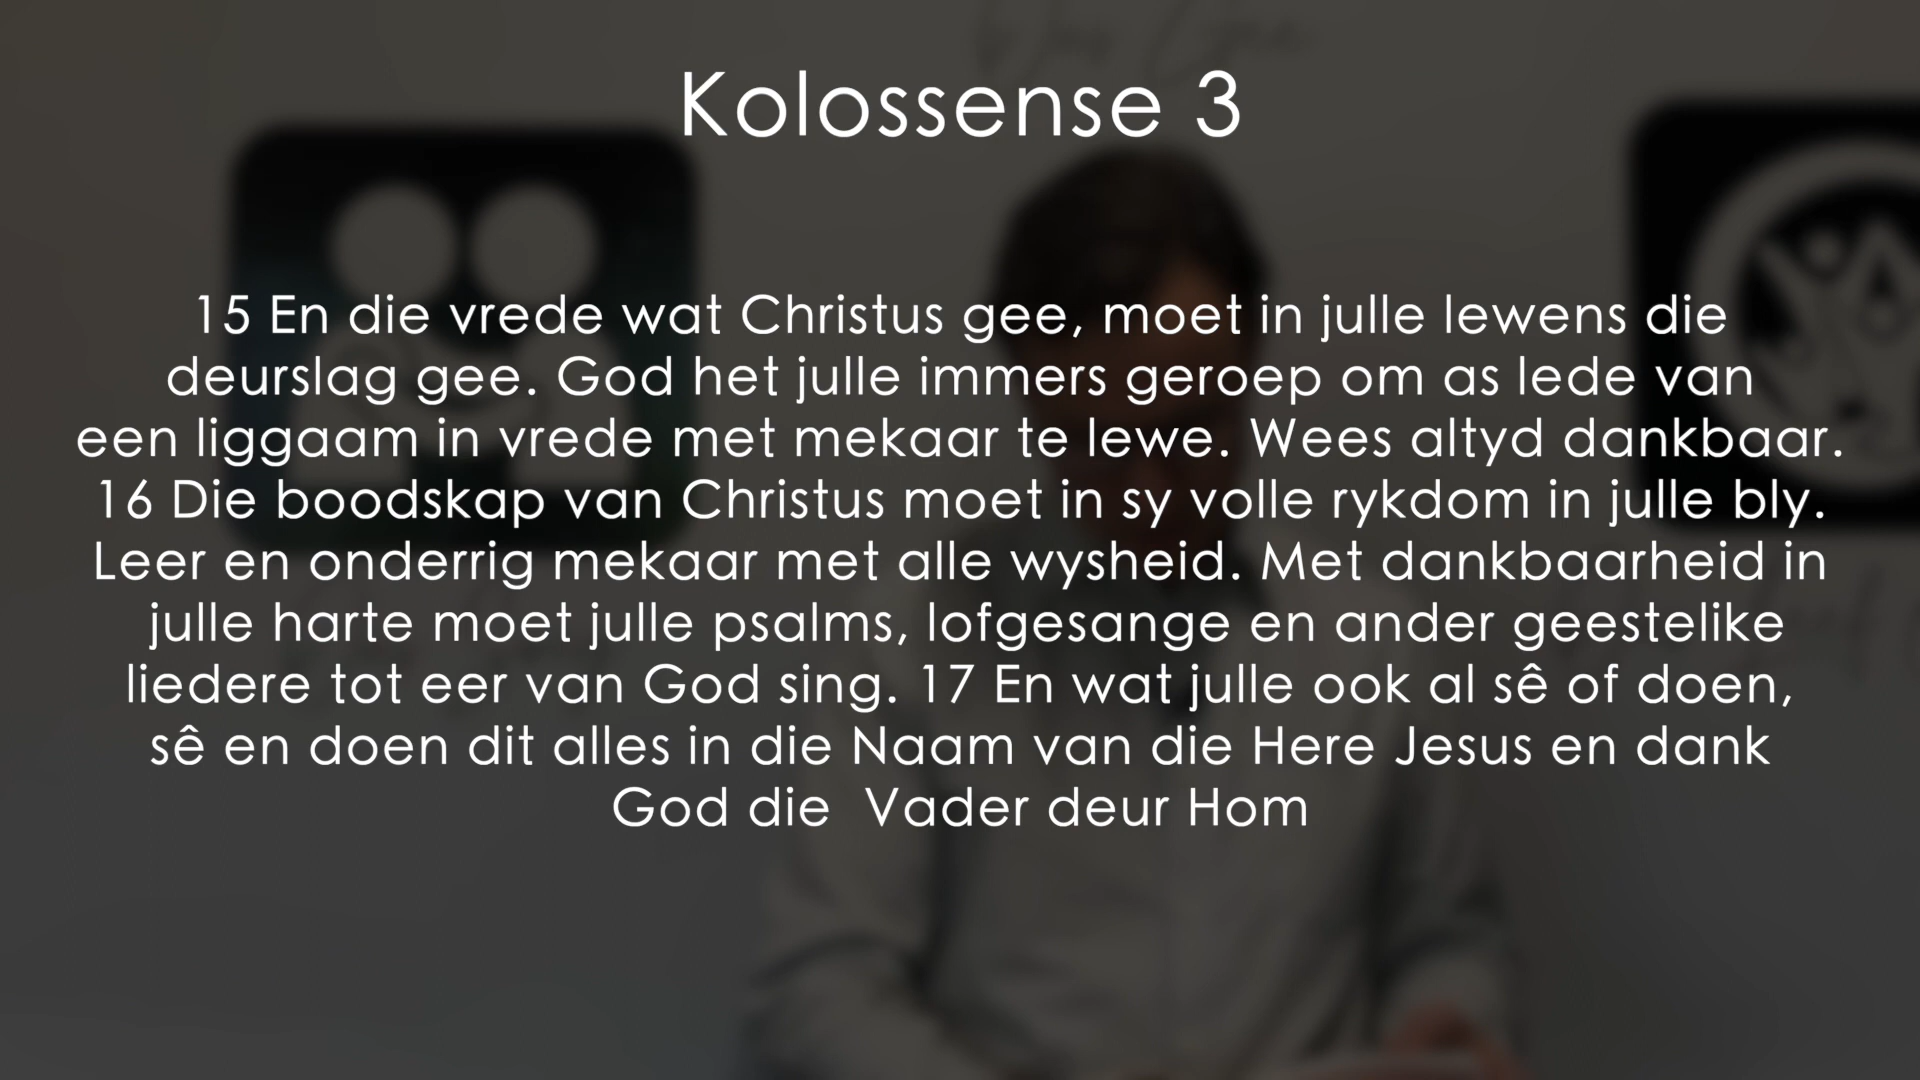 Kolossense 3
15 En die vrede wat Christus gee, moet in julle lewens die
deurslag gee. God het julle immers geroep om as lede van
een liggaam in vrede met mekaar te lewe. Wees altyd dankbaar.
16 Die boodskap van Christus moet in sy volle rykdom in julle bly.
Leer en onderrig mekaar met alle wysheid. Met dankbaarheid in
julle harte moet julle psalms, lofgesange en ander geestelike
liedere tot eer van God sing. 17 En wat julle ook al sê of doen,
sê en doen dit alles in die Naam van die Here Jesus en dank
God die  Vader deur Hom